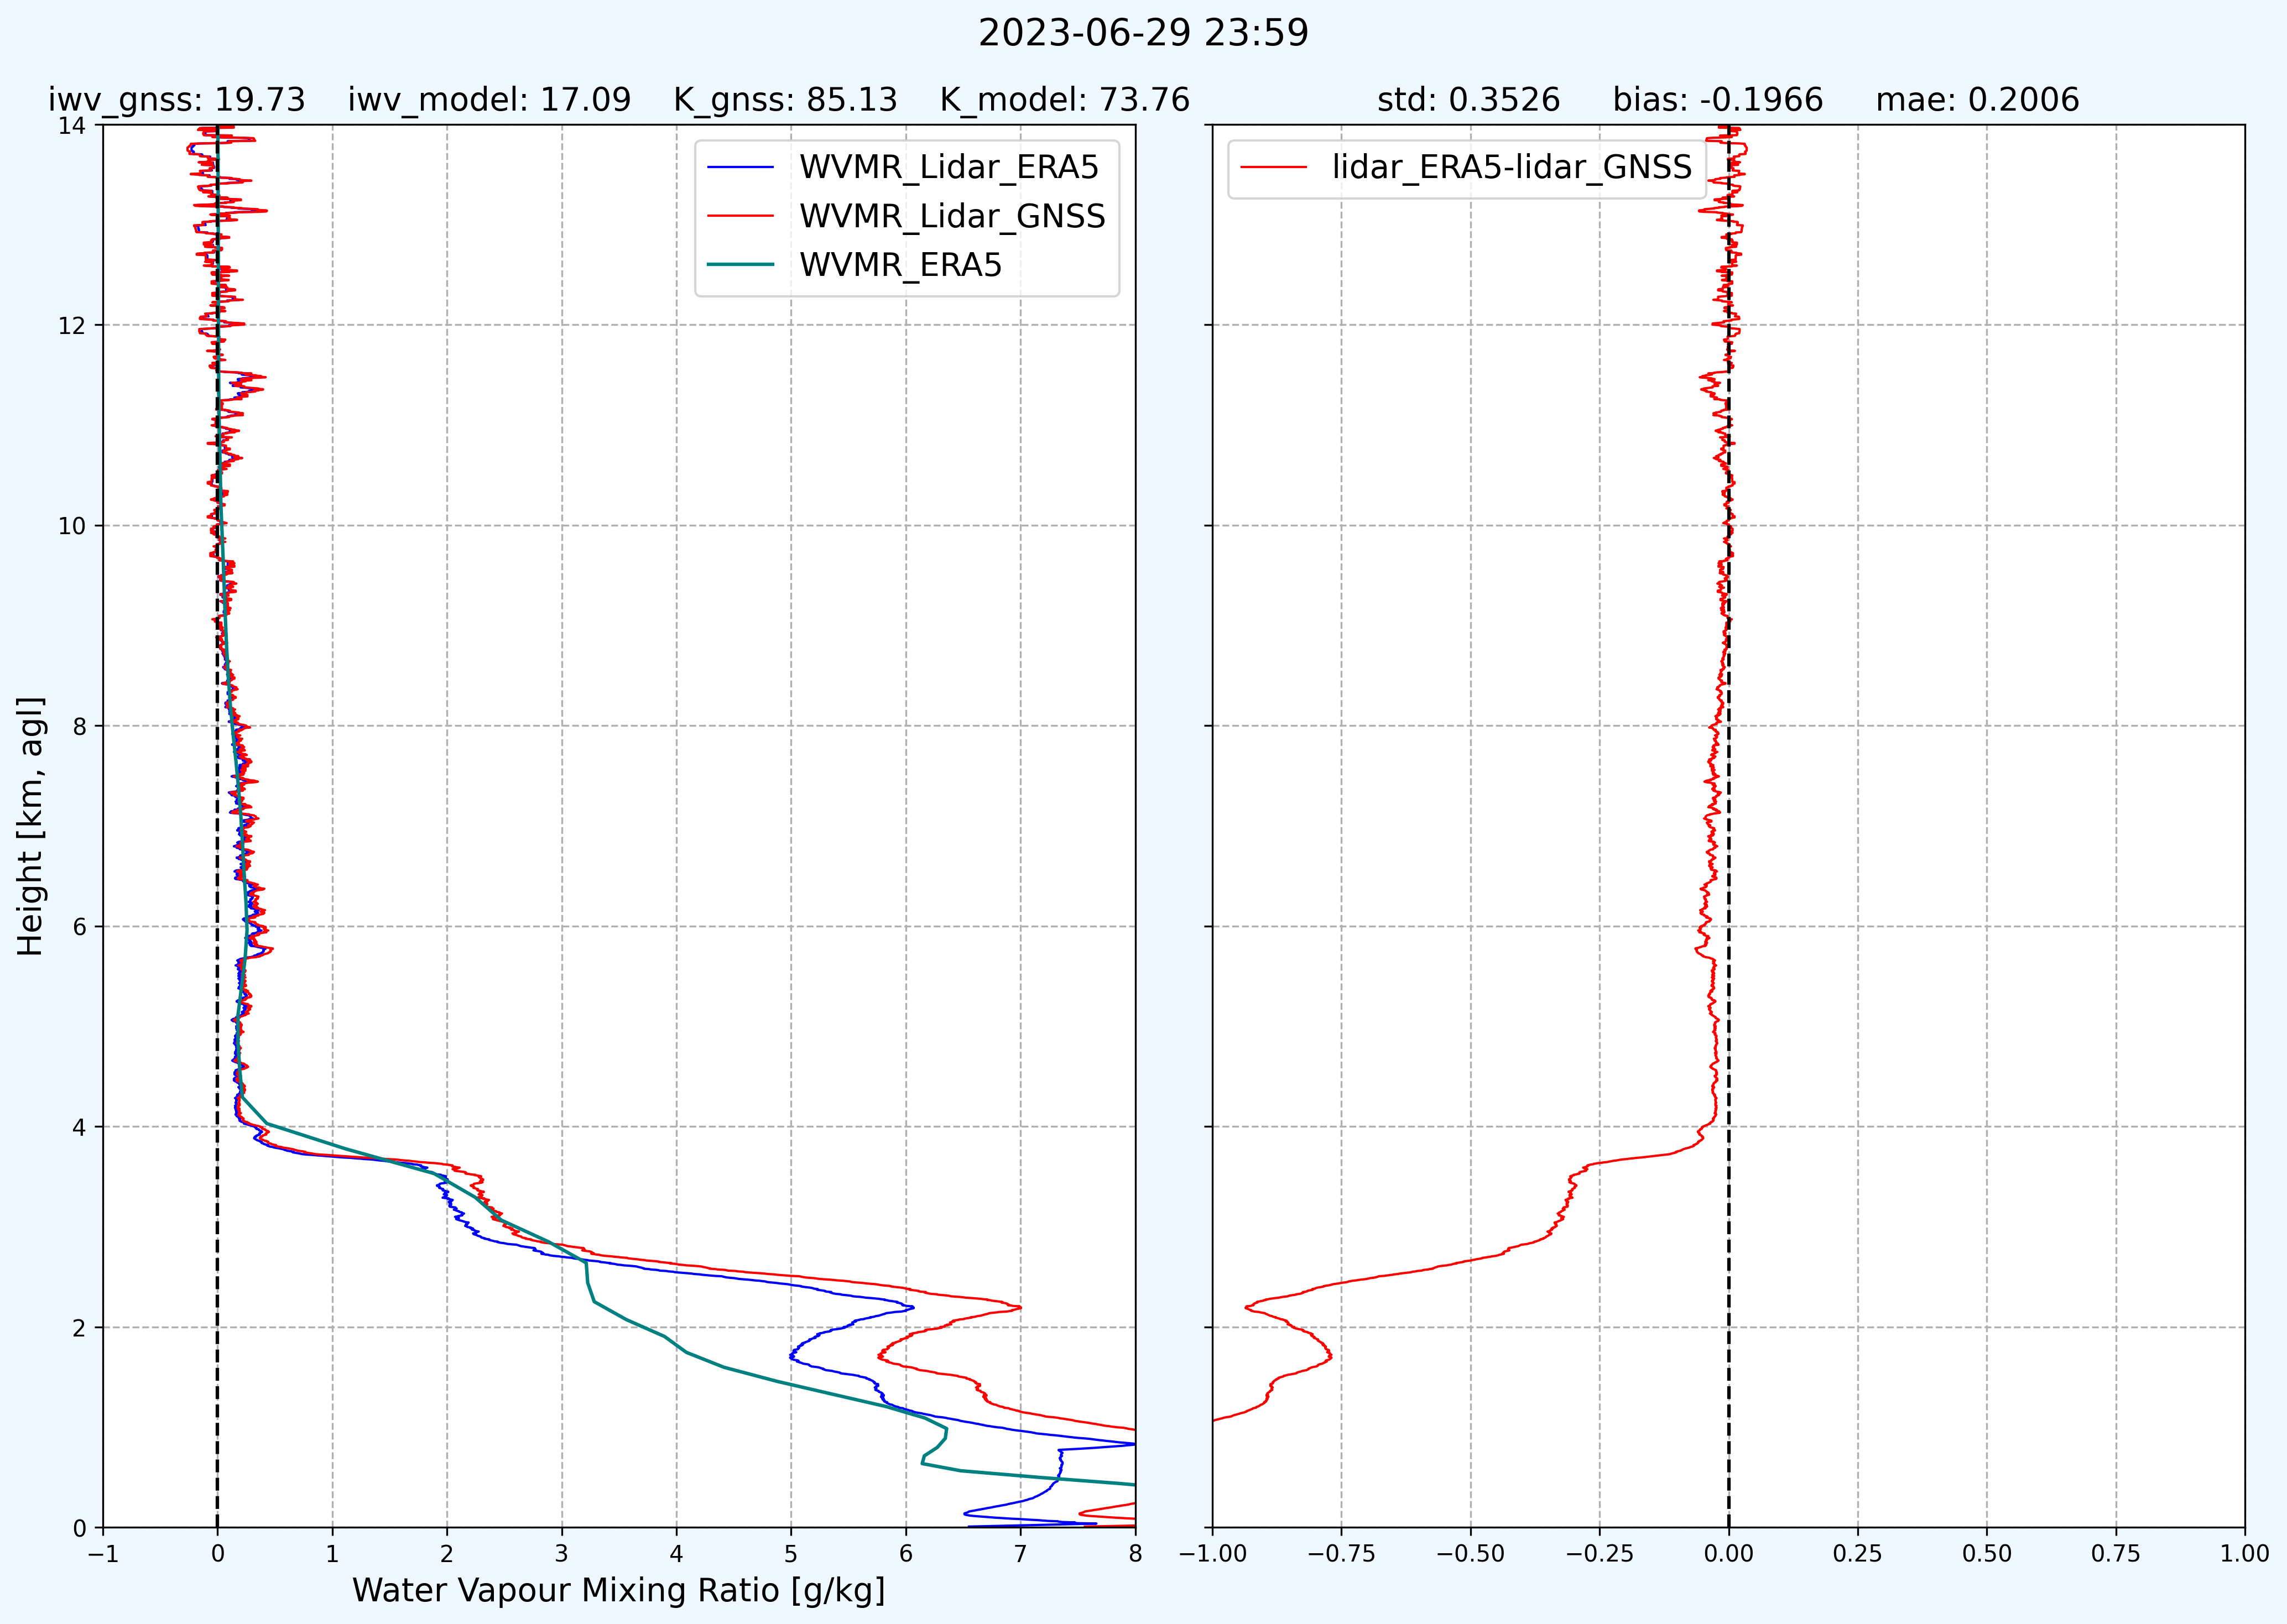 2023-06-29 23:59
iwv_gnss: 19.73 iwv_model: 17.09 K_gnss: 85.13 K_model: 73.76
std: 0.3526 bias: -0.1966 mae: 0.2006
WVMR_Lidar_ERA5
WVMR_Lidar_GNSS
WVMR_ERA5
lidar_ERA5-lidar_GNSS
14
12
10
8
6
4
2
0
Height [km, agl]
−1 0 1 2 3 4 5 6 7 8
−1.00 −0.75 −0.50 −0.25 0.00 0.25 0.50 0.75 1.00
Water Vapour Mixing Ratio [g/kg]